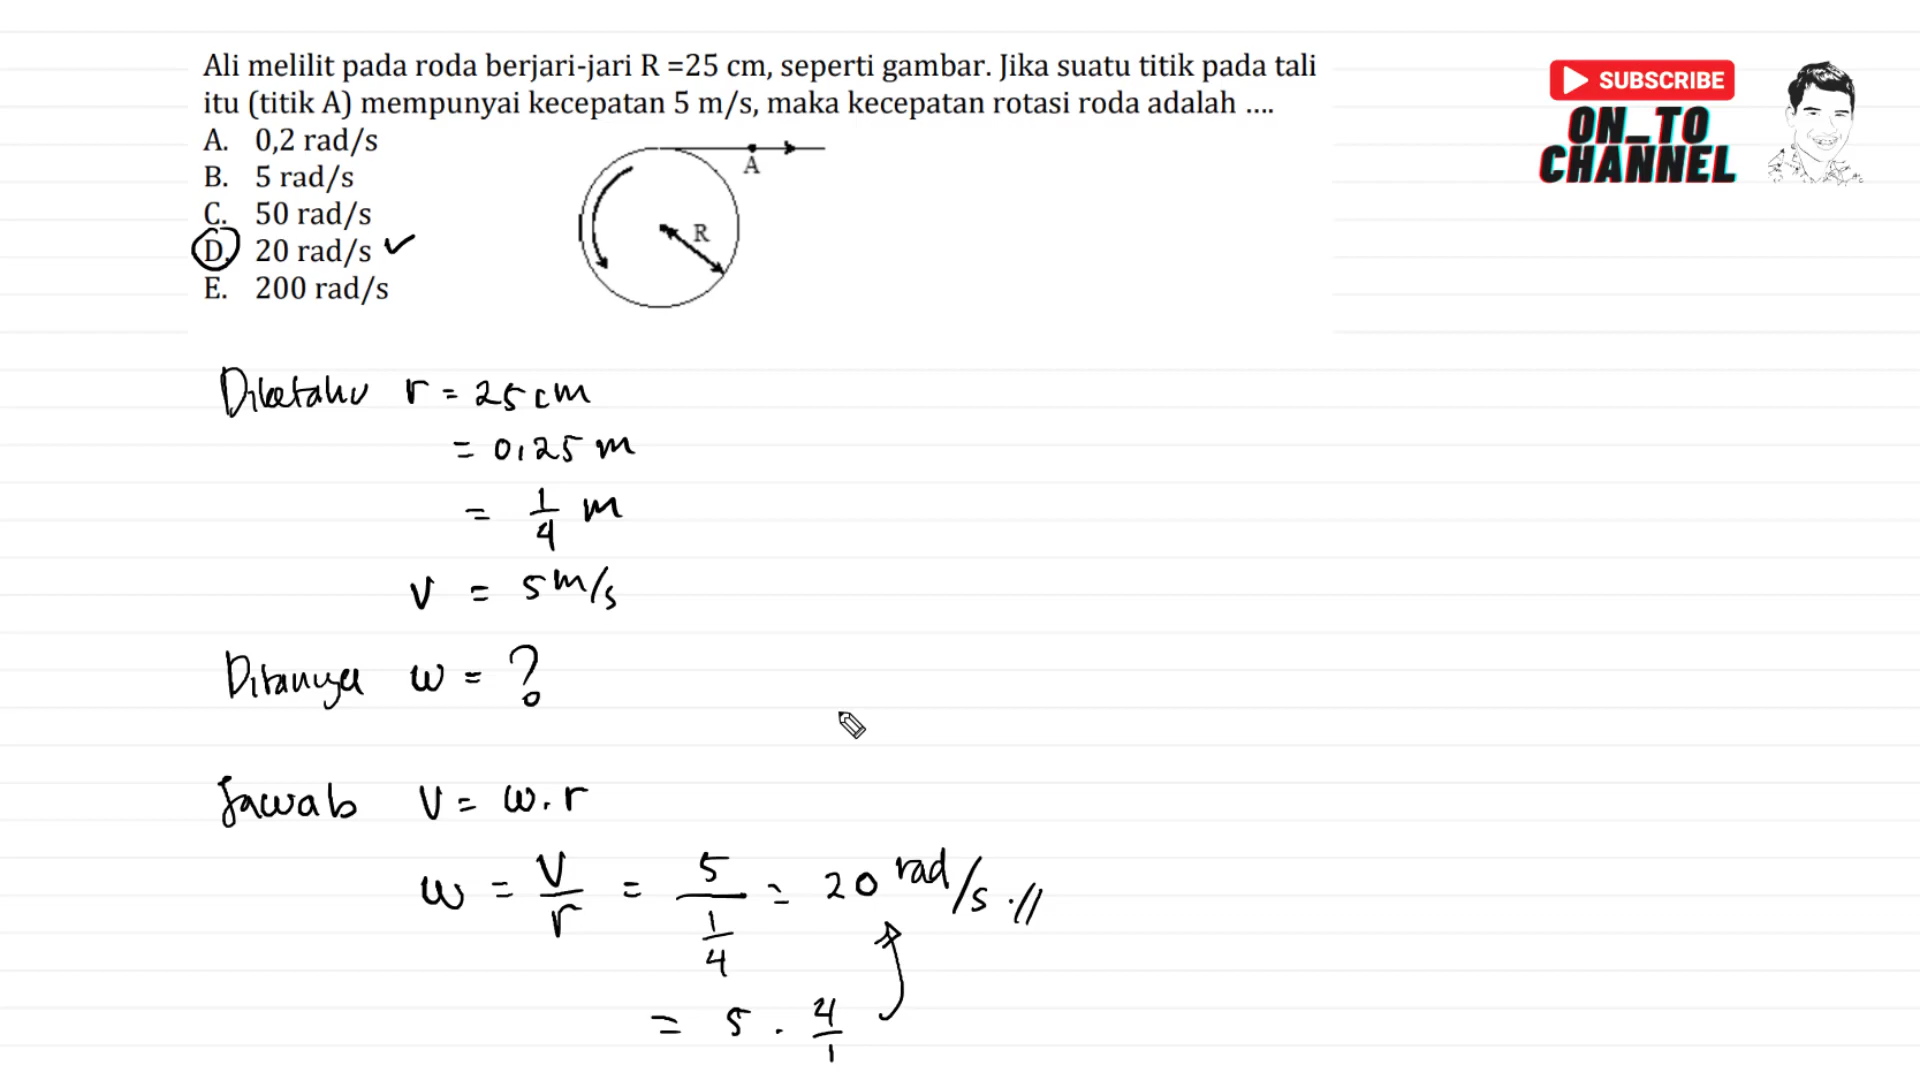 Ali melilit pada roda berjari-jari R =25 cm, seperti gambar. Jika suatu titik pada tali
itu (titik A) mempunyai kecepatan 5 m/s, maka kecepatan rotasi roda adalah ....
A. 0,2 rad/s
B. 5 rad/s
C. 50 rad/s
D. 20 rad/s ✓
E. 200 rad/s
A
R
SUBSCRIBE
ON_TO
CHANNEL
Diketahu r = 25 cm
= 0,25 m
= 1/4 m
v = 5 m/s
Ditanya w = ?
Jawab v = w . r
w = v/r = 5/(1/4) = 20 rad/s .//
= 5 . 4/1